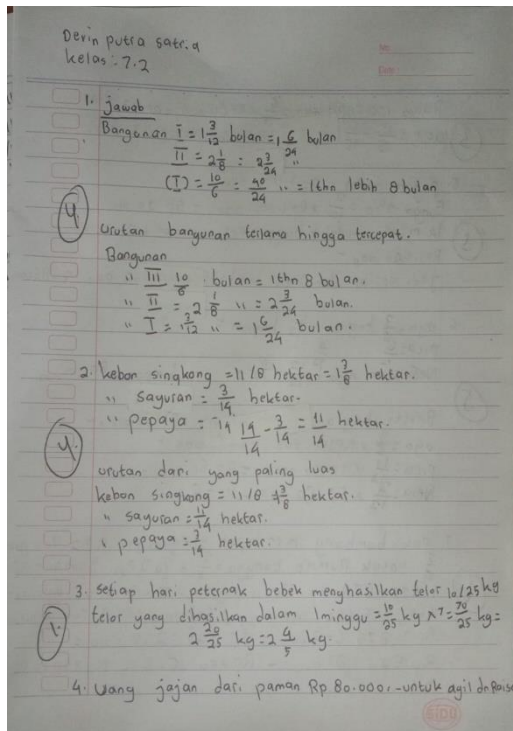 Derin putra satria
kelas : 7.2
No:
Date:
1. jawab
Bangunan I = 1 3/12 bulan = 1 6/24 bulan
II = 2 1/8 : 2 3/24 "
(I) = 10/6 : 40/24 " = 1thn lebih 8 bulan
4
urutan bangunan terlama hingga tercepat.
Bangunan
" III 10/6 bulan = 1thn 8 bulan.
" II = 2 1/8 " = 2 3/24 bulan.
" I = 1 3/12 " = 1 6/24 bulan.
2. kebon singkong = 11/8 hektar = 1 3/8 hektar.
" sayuran = 3/14 hektar.
" pepaya = 14 14/14 - 3/14 = 11/14 hektar.
4.
urutan dari yang paling luas
kebon singkong = 11/8 1 3/8 hektar.
" sayuran = 11/14 hektar.
" pepaya = 3/14 hektar.
3. setiap hari peternak bebek menghasilkan telor 10/25 kg
telor yang dihasilkan dalam 1minggu = 10/25 kg x 7 = 70/25 kg =
2 20/25 kg = 2 4/5 kg.
1.
4. Uang jajan dari paman Rp 80.000,- untuk agil dn Rais
SIDU